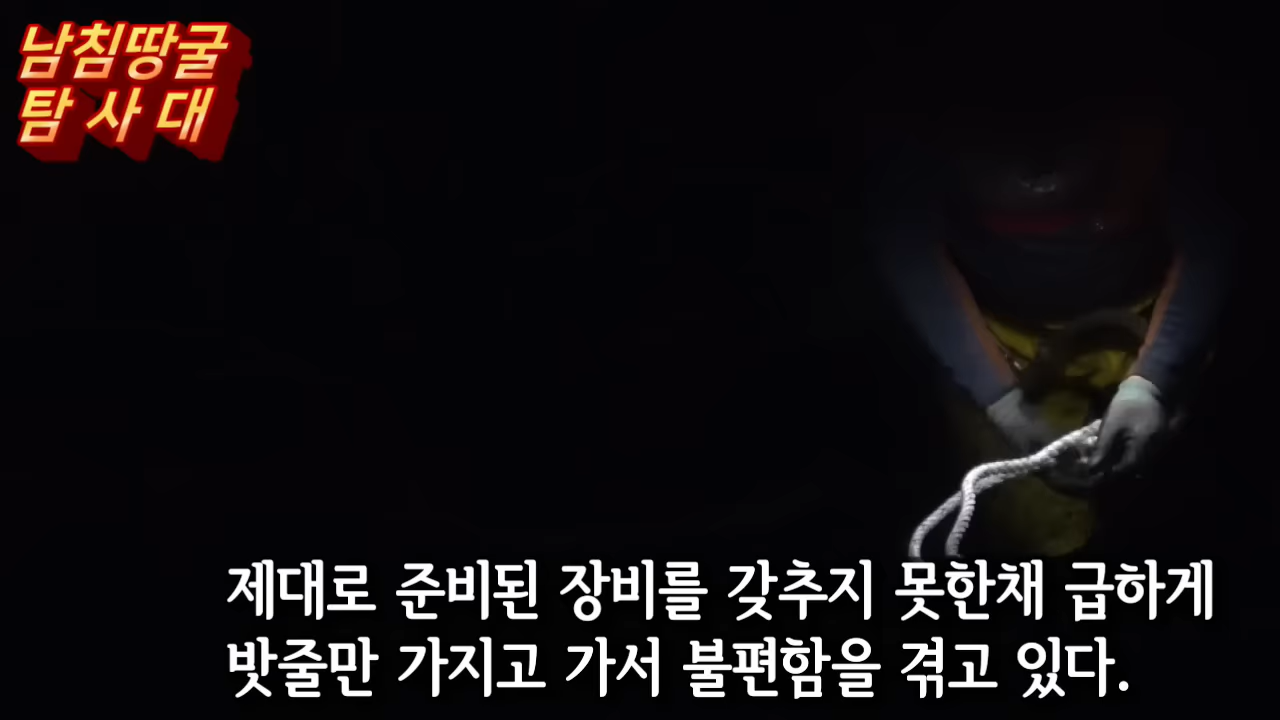 남침땅굴
탐사대
제대로 준비된 장비를 갖추지 못한채 급하게
밧줄만 가지고 가서 불편함을 겪고 있다.